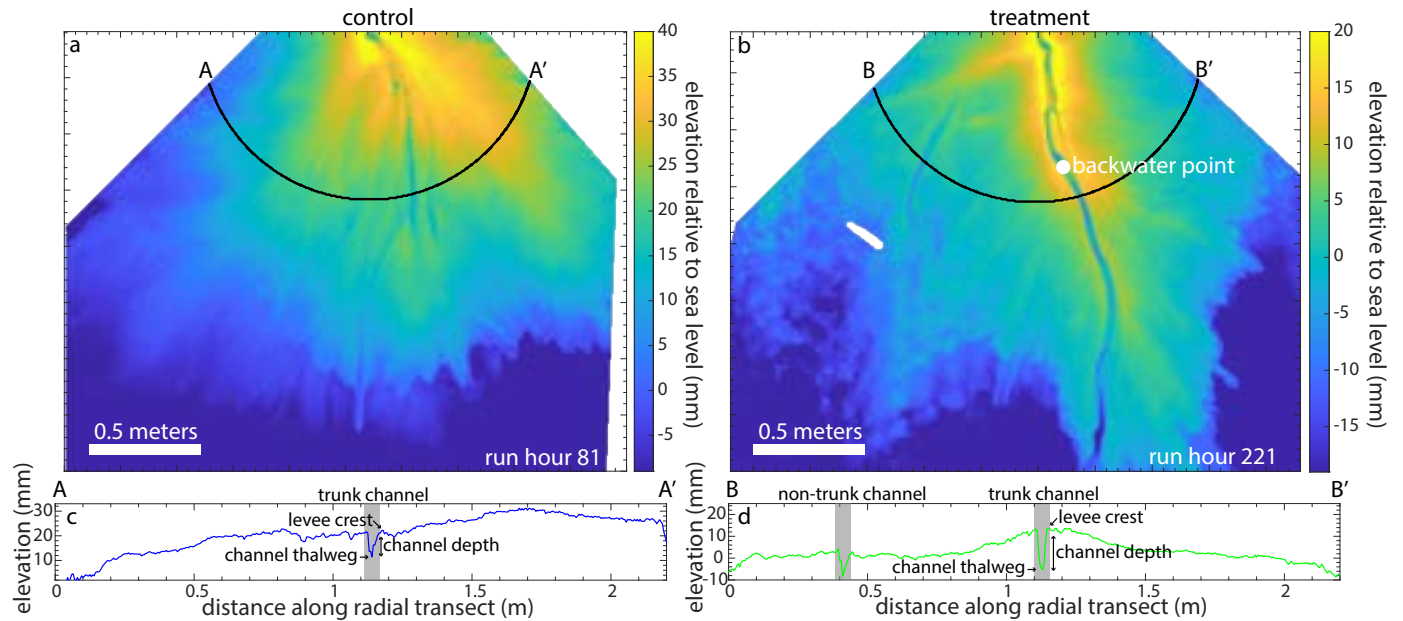 control
treatment
a
A
A′
0.5 meters
run hour 81
40
35
30
25
20
15
10
5
0
-5
elevation relative to sea level (mm)
b
B
B′
backwater point
0.5 meters
run hour 221
20
15
10
5
0
-5
-10
-15
elevation relative to sea level (mm)
A
trunk channel
A′
c
levee crest
channel thalweg
channel depth
30
20
10
elevation (mm)
0
0.5
1
1.5
2
distance along radial transect (m)
B
non-trunk channel
trunk channel
B′
d
levee crest
channel thalweg
channel depth
20
10
0
-10
elevation (mm)
0
0.5
1
1.5
2
distance along radial transect (m)